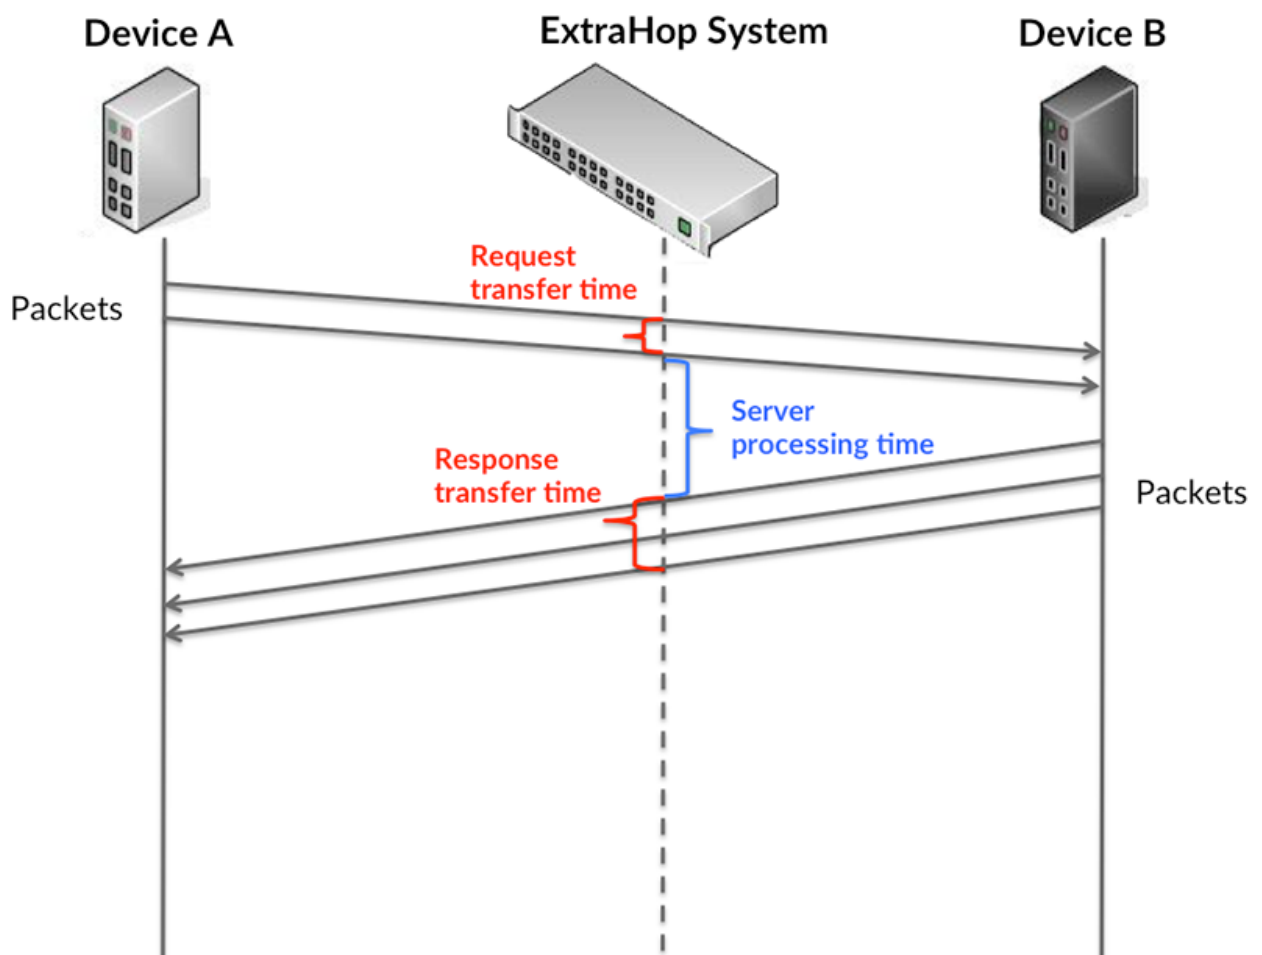 Device A
ExtraHop System
Device B
Request
transfer time
Packets
Server
processing time
Response
transfer time
Packets